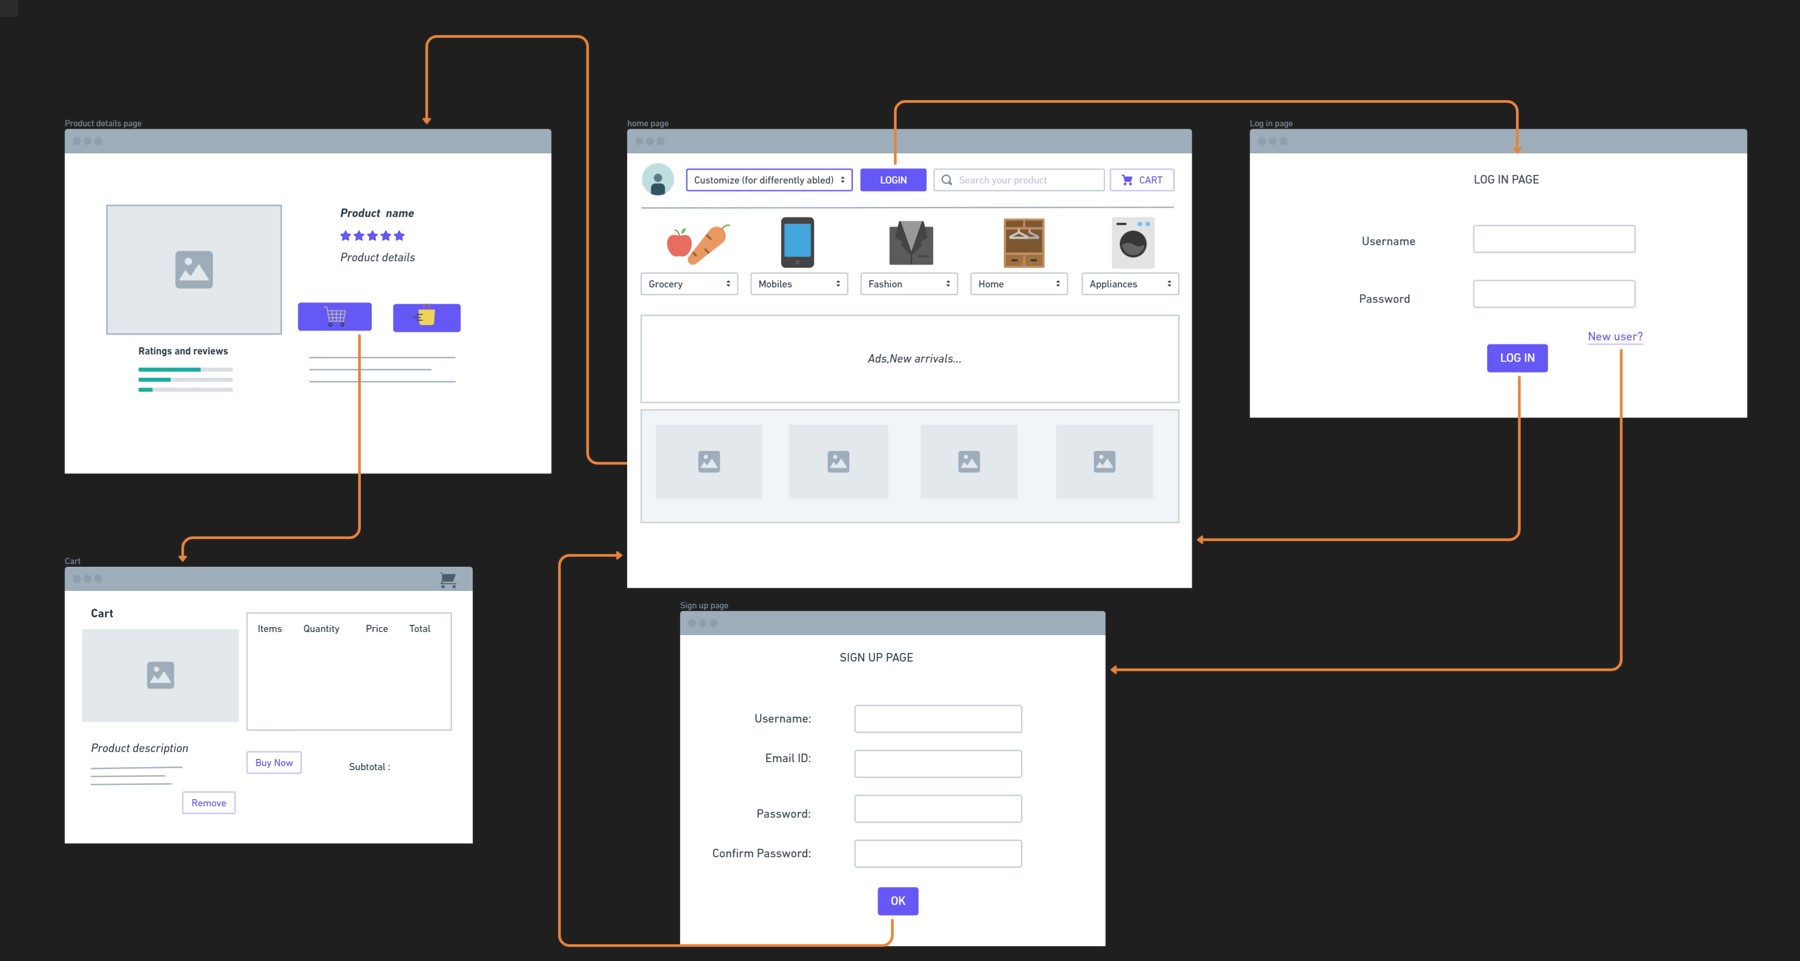 Product details page
Product name
Product details
Ratings and reviews
home page
Customize (for differently abled)
LOGIN
Search your product
CART
Grocery
Mobiles
Fashion
Home
Appliances
Ads,New arrivals...
Log in page
LOG IN PAGE
Username
Password
New user?
LOG IN
Cart
Cart
Items Quantity Price Total
Product description
Buy Now
Subtotal :
Remove
Sign up page
SIGN UP PAGE
Username:
Email ID:
Password:
Confirm Password:
OK